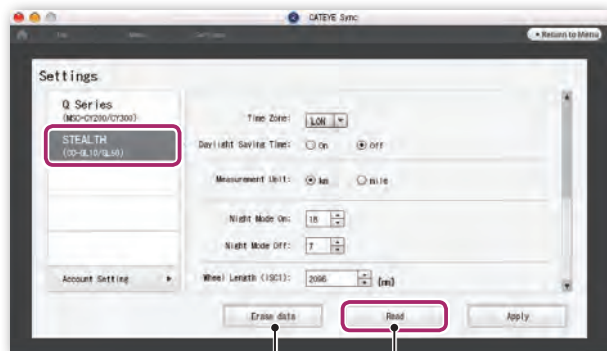 CATEYE Sync
Return to Menu
Settings
Q Series
(MSC-CY200/CY300)
STEALTH
(CO-GL10/GL50)
Account Setting
Time Zone: LON
Daylight Saving Time: On Off
Measurement Unit: km mile
Night Mode On: 18
Night Mode Off: 7
Wheel Length (ISC1): 2096 [mm]
Erase data Read Apply